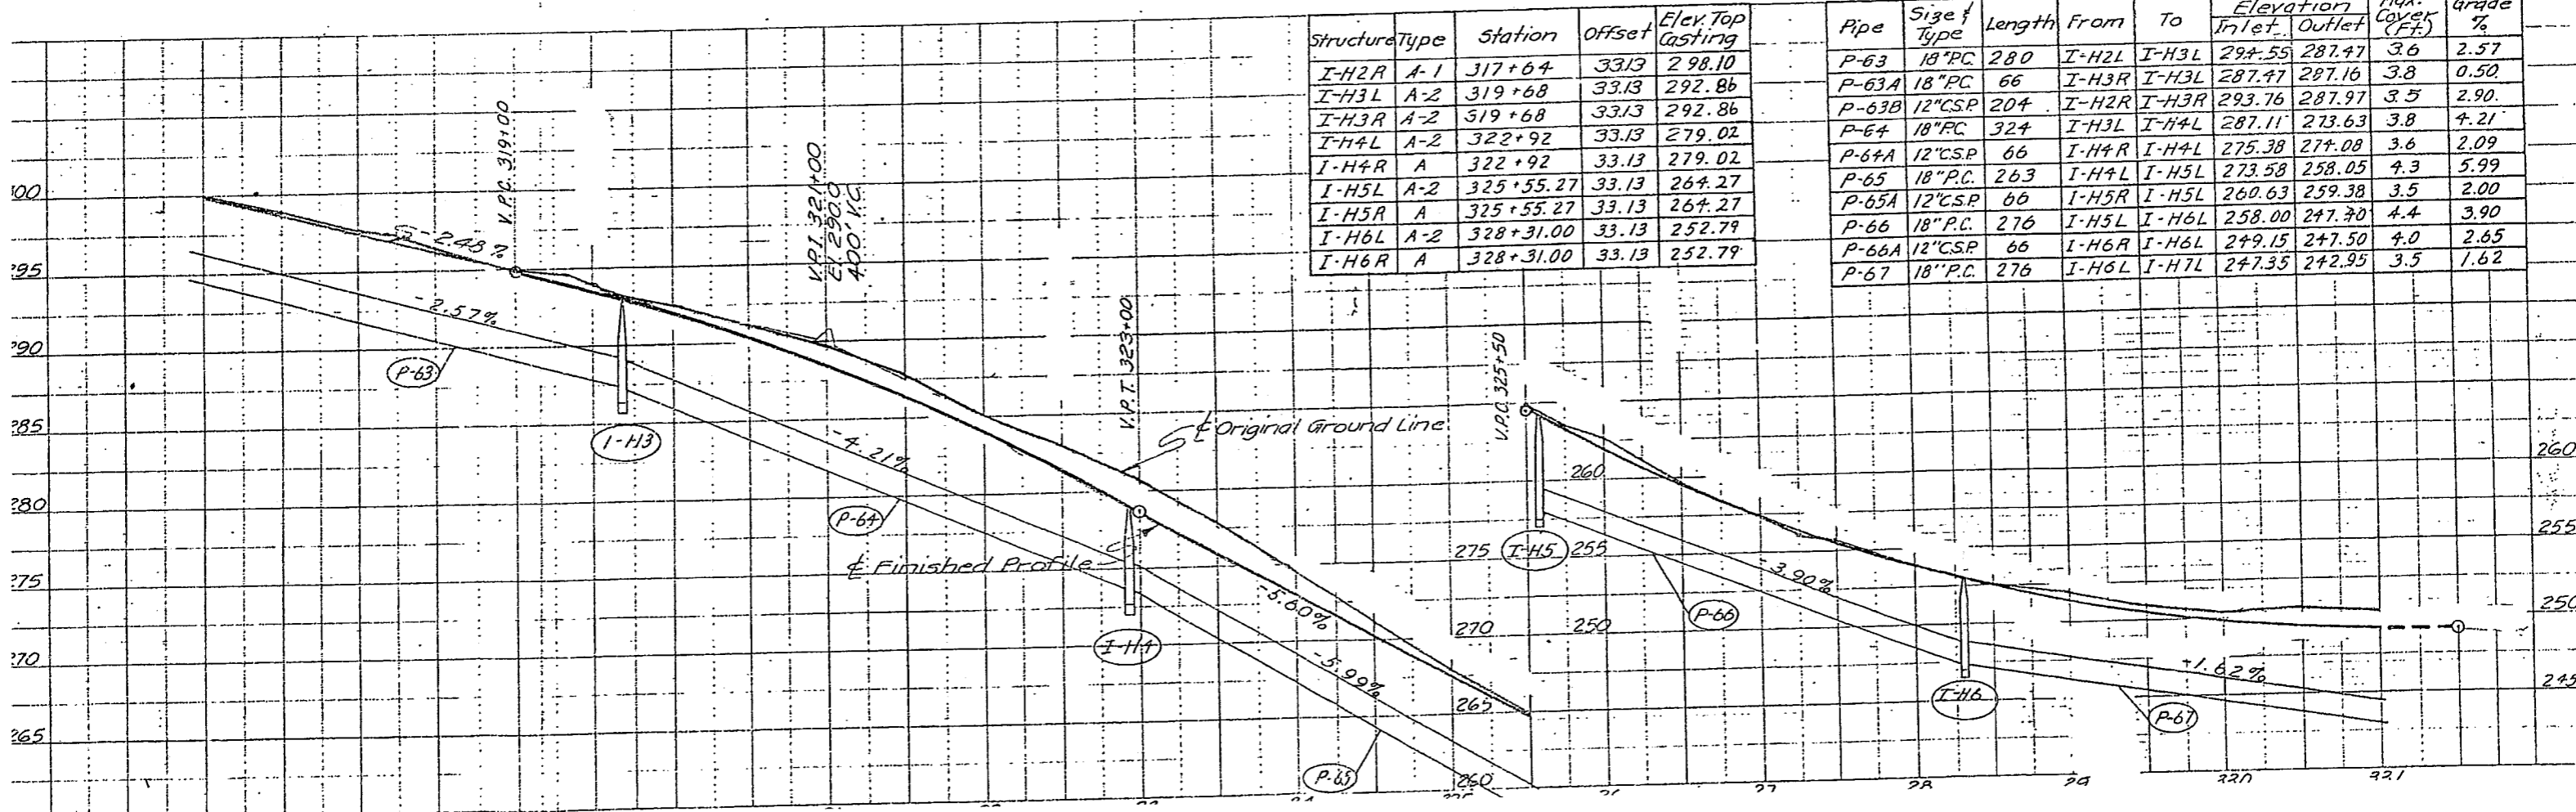 Structure Type Station Offset Elev. Top Casting
I-H2R A-1 317+64 33.13 298.10
I-H3L A-2 319+68 33.13 292.86
I-H3R A-2 319+68 33.13 292.86
I-H4L A-2 322+92 33.13 279.02
I-H4R A 322+92 33.13 279.02
I-H5L A-2 325+55.27 33.13 264.27
I-H5R A 325+55.27 33.13 264.27
I-H6L A-2 328+31.00 33.13 252.79
I-H6R A 328+31.00 33.13 252.79
Pipe Size & Type Length From To Elevation Inlet Outlet Max. Cover (Ft.) Grade %
P-63 18"P.C. 280 I-H2L I-H3L 294.55 287.47 3.6 2.57
P-63A 18"P.C. 66 I-H3R I-H3L 287.47 287.16 3.8 0.50
P-63B 12"C.S.P. 204 I-H2R I-H3R 293.76 287.97 3.5 2.90
P-64 18"P.C. 324 I-H3L I-H4L 287.11 273.63 3.8 4.21
P-64A 12"C.S.P. 66 I-H4R I-H4L 275.38 274.08 3.6 2.09
P-65 18"P.C. 263 I-H4L I-H5L 273.58 258.05 4.3 5.99
P-65A 12"C.S.P. 66 I-H5R I-H5L 260.63 259.38 3.5 2.00
P-66 18"P.C. 276 I-H5L I-H6L 258.00 247.40 4.4 3.90
P-66A 12"C.S.P. 66 I-H6R I-H6L 249.15 247.50 4.0 2.65
P-67 18"P.C. 276 I-H6L I-H7L 247.35 242.95 3.5 1.62
V.P.C. 319+00
V.P.I. 321+00
El. 290.0
400' V.C.
V.P.T. 323+00
V.P.C. 325+50
300
295
290
285
280
275
270
265
-2.48%
-2.57%
P-63
I-H3
-4.21%
P-64
℄ Original Ground Line
℄ Finished Profile
I-H4
-5.60%
-5.99%
P-65
275
270
265
260
I-H5
260
255
250
3.90%
P-66
I-H6
+1.62%
P-67
260
255
250
245
27
28
29